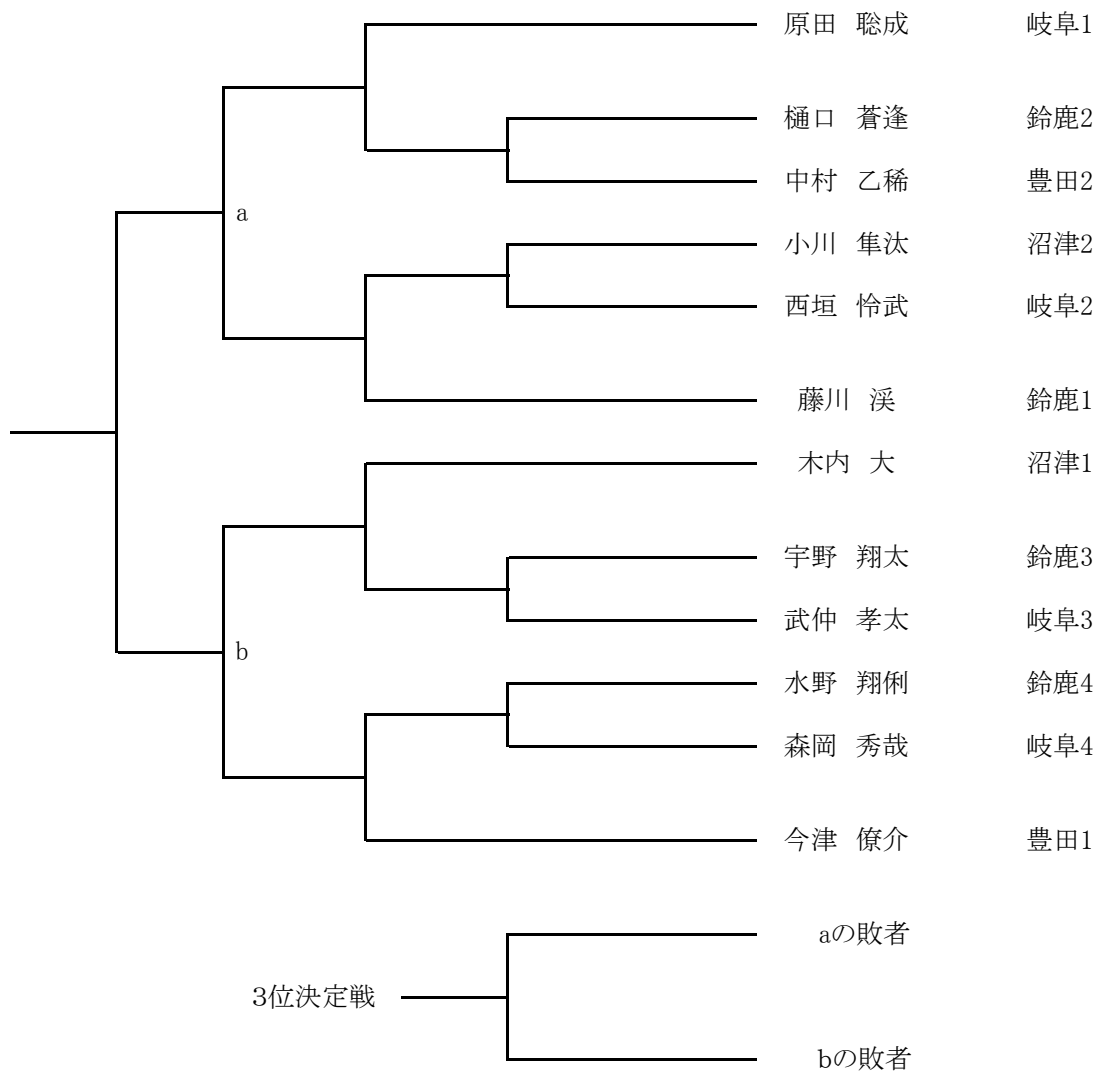 原田　聡成　岐阜1
樋口　蒼逢　鈴鹿2
中村　乙稀　豊田2
a
小川　隼汰　沼津2
西垣　怜武　岐阜2
藤川　渓　鈴鹿1
木内　大　沼津1
宇野　翔太　鈴鹿3
武仲　孝太　岐阜3
b
水野　翔俐　鈴鹿4
森岡　秀哉　岐阜4
今津　僚介　豊田1
aの敗者
3位決定戦
bの敗者